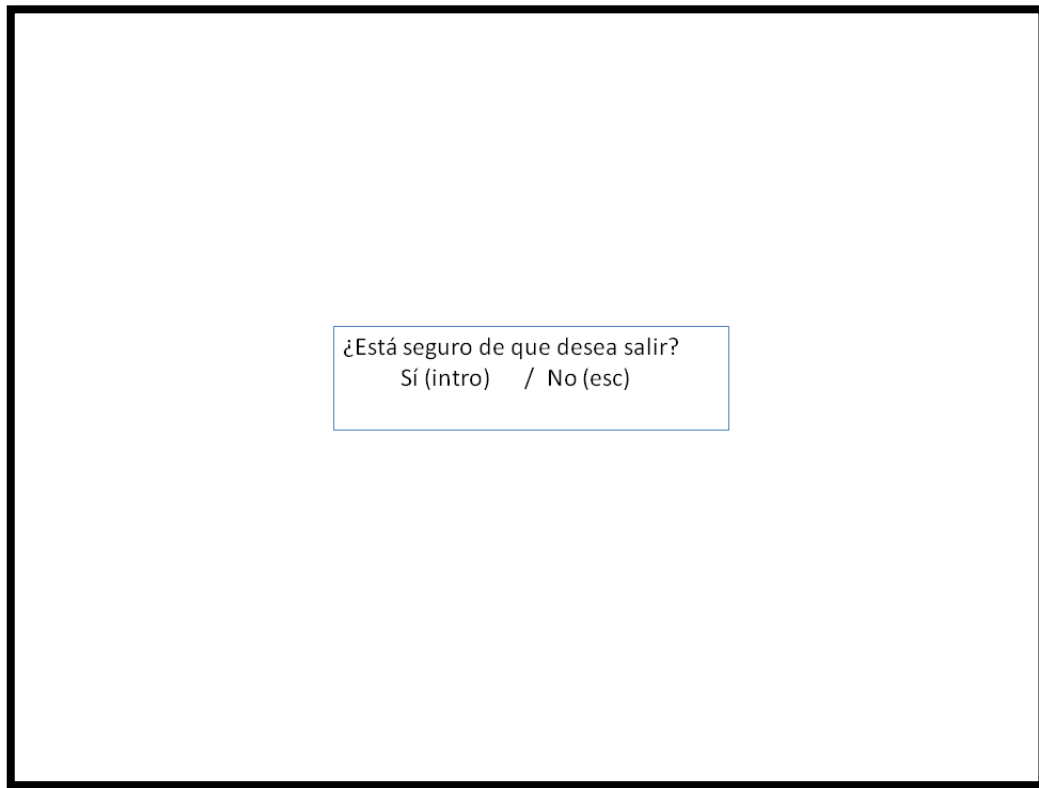 ¿Está seguro de que desea salir?
Sí (intro) / No (esc)